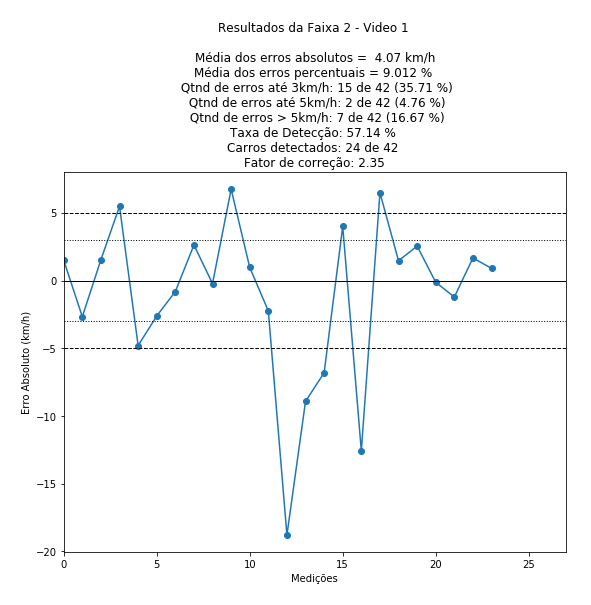 Resultados da Faixa 2 - Video 1
Média dos erros absolutos =  4.07 km/h
Média dos erros percentuais = 9.012 %
Qtnd de erros até 3km/h: 15 de 42 (35.71 %)
Qtnd de erros até 5km/h: 2 de 42 (4.76 %)
Qtnd de erros > 5km/h: 7 de 42 (16.67 %)
Taxa de Detecção: 57.14 %
Carros detectados: 24 de 42
Fator de correção: 2.35
Erro Absoluto (km/h)
5
0
−5
−10
−15
−20
0 5 10 15 20 25
Medições